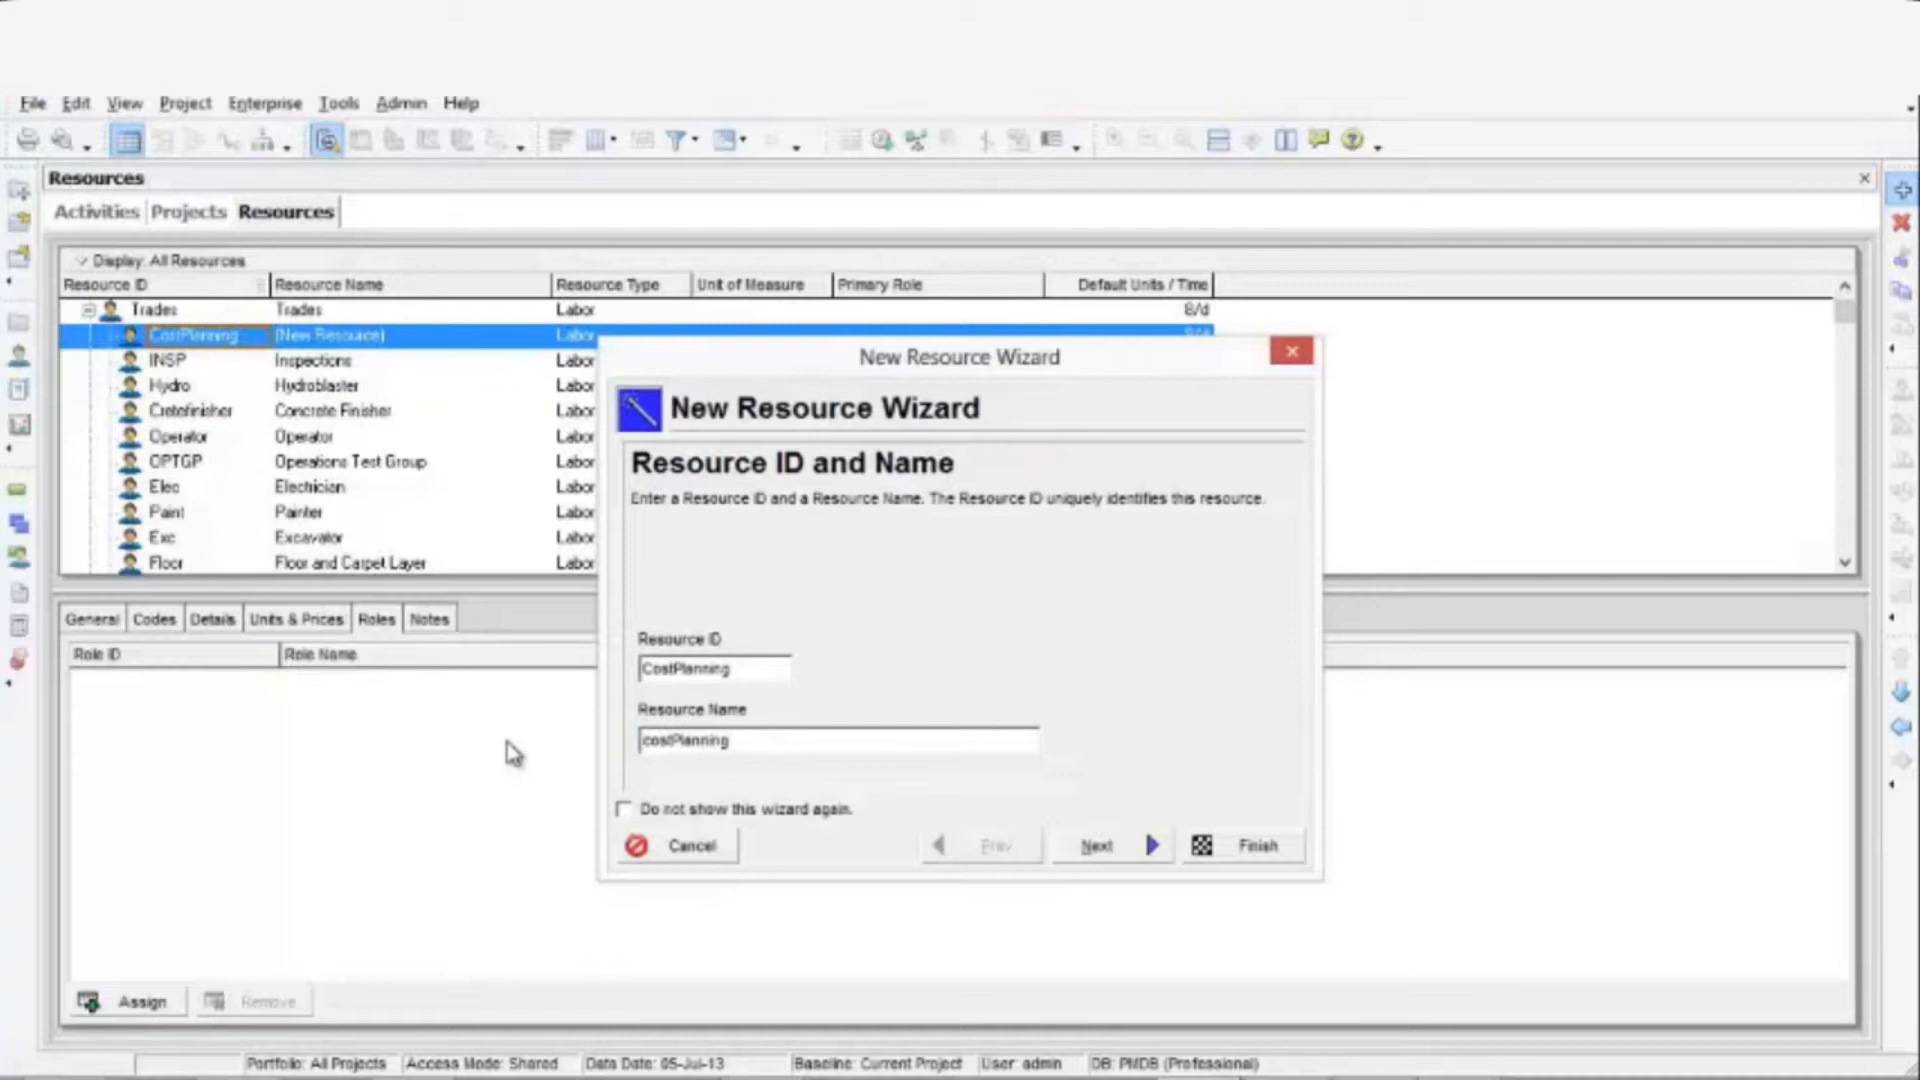 File Edit View Project Enterprise Tools Admin Help
Resources
Activities Projects Resources
Display: All Resources
Resource ID Resource Name Resource Type Unit of Measure Primary Role Default Units / Time
Trades Trades Labor 8/d
CostPlanning (New Resource) Labor
INSP Inspections Labor
Hydro Hydroblaster Labor
Cretefinisher Concrete Finisher Labor
Operator Operator Labor
OPTGP Operations Test Group Labor
Elec Electrician Labor
Paint Painter Labor
Exc Excavator Labor
Floor Floor and Carpet Layer Labor
New Resource Wizard
New Resource Wizard
Resource ID and Name
Enter a Resource ID and a Resource Name. The Resource ID uniquely identifies this resource.
Resource ID
CostPlanning
Resource Name
costPlanning
Do not show this wizard again.
Cancel Prev Next Finish
General Codes Details Units & Prices Roles Notes
Role ID Role Name
Assign Remove
Portfolio: All Projects Access Mode: Shared Data Date: 05-Jul-13 Baseline: Current Project User: admin DB: PMDB (Professional)